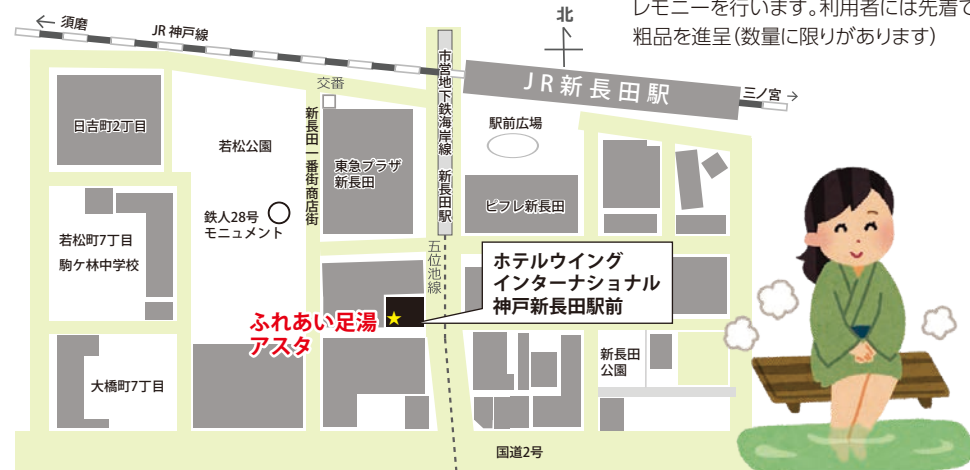 レモニーを行います。利用者には先着で
粗品を進呈(数量に限りがあります)
← 須磨
JR 神戸線
北
市営地下鉄海岸線 新長田駅
JR新長田駅
三ノ宮 →
交番
日吉町2丁目
若松公園
新長田一番街商店街
東急プラザ
新長田
駅前広場
ピフレ新長田
鉄人28号
モニュメント
若松町7丁目
駒ケ林中学校
五位池線
ホテルウイング
インターナショナル
神戸新長田駅前
ふれあい足湯
アスタ
新長田
公園
大橋町7丁目
国道2号